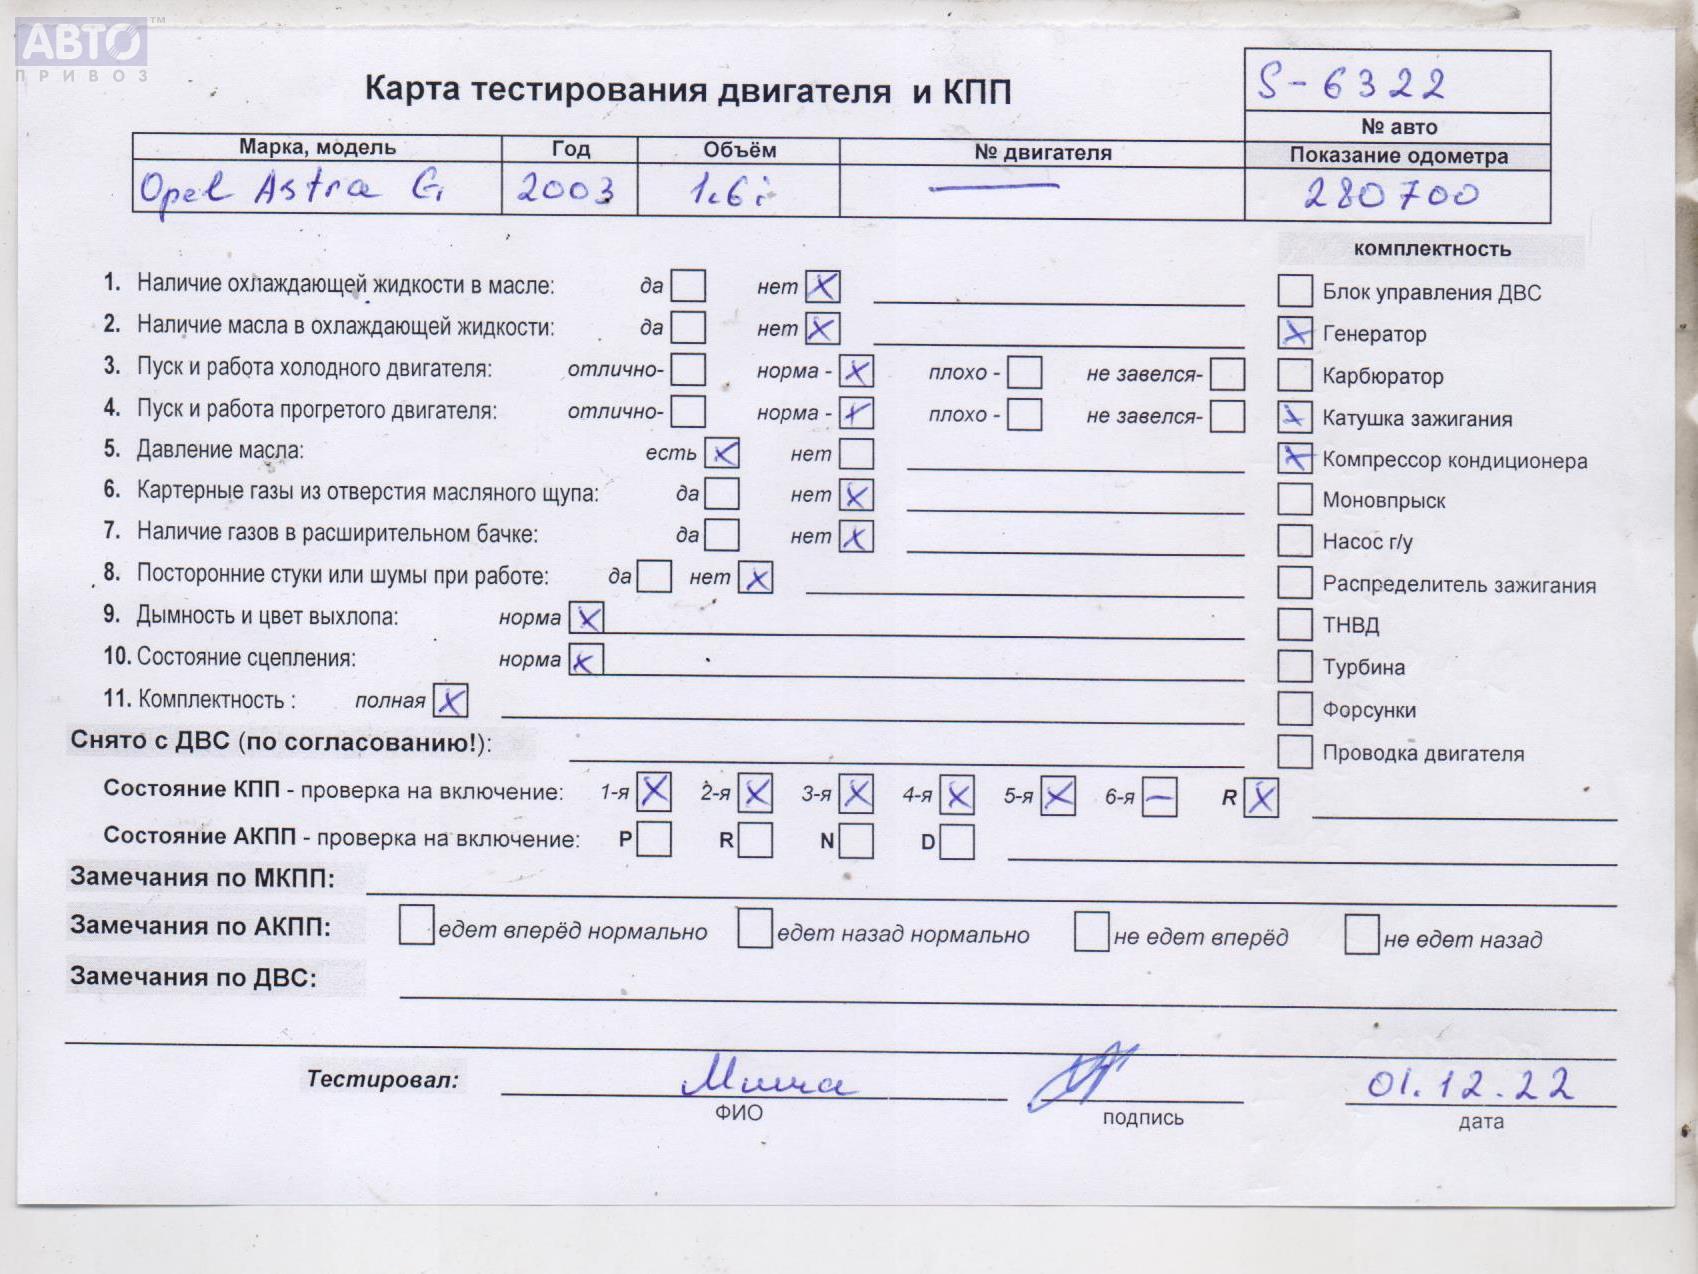 АВТО™
ПРИВОЗ
Карта тестирования двигателя и КПП
S-6322
№ авто
Марка, модель Год Объём № двигателя Показание одометра
Opel Astra G 2003 1.6i — 280700
комплектность
1. Наличие охлаждающей жидкости в масле: да нет X
Блок управления ДВС
2. Наличие масла в охлаждающей жидкости: да нет X
X Генератор
3. Пуск и работа холодного двигателя: отлично- норма - X плохо - не завелся-
Карбюратор
4. Пуск и работа прогретого двигателя: отлично- норма - X плохо - не завелся-
X Катушка зажигания
5. Давление масла: есть X нет
X Компрессор кондиционера
6. Картерные газы из отверстия масляного щупа: да нет X
Моновпрыск
7. Наличие газов в расширительном бачке: да нет X
Насос г/у
8. Посторонние стуки или шумы при работе: да нет X
Распределитель зажигания
9. Дымность и цвет выхлопа: норма X
ТНВД
10. Состояние сцепления: норма X
Турбина
11. Комплектность : полная X
Форсунки
Снято с ДВС (по согласованию!):
Проводка двигателя
Состояние КПП - проверка на включение: 1-я X 2-я X 3-я X 4-я X 5-я X 6-я — R X
Состояние АКПП - проверка на включение: P R N D
Замечания по МКПП:
Замечания по АКПП: едет вперёд нормально едет назад нормально не едет вперёд не едет назад
Замечания по ДВС:
Тестировал: Миша 01.12.22
ФИО подпись дата